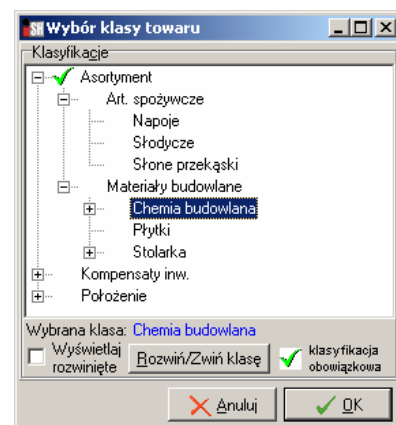 SH Wybór klasy towaru
Klasyfikacje
Asortyment
Art. spożywcze
Napoje
Słodycze
Słone przekąski
Materiały budowlane
Chemia budowlana
Płytki
Stolarka
Kompensaty inw.
Położenie
Wybrana klasa: Chemia budowlana
Wyświetlaj rozwinięte
Rozwiń/Zwiń klasę
klasyfikacja obowiązkowa
Anuluj
OK